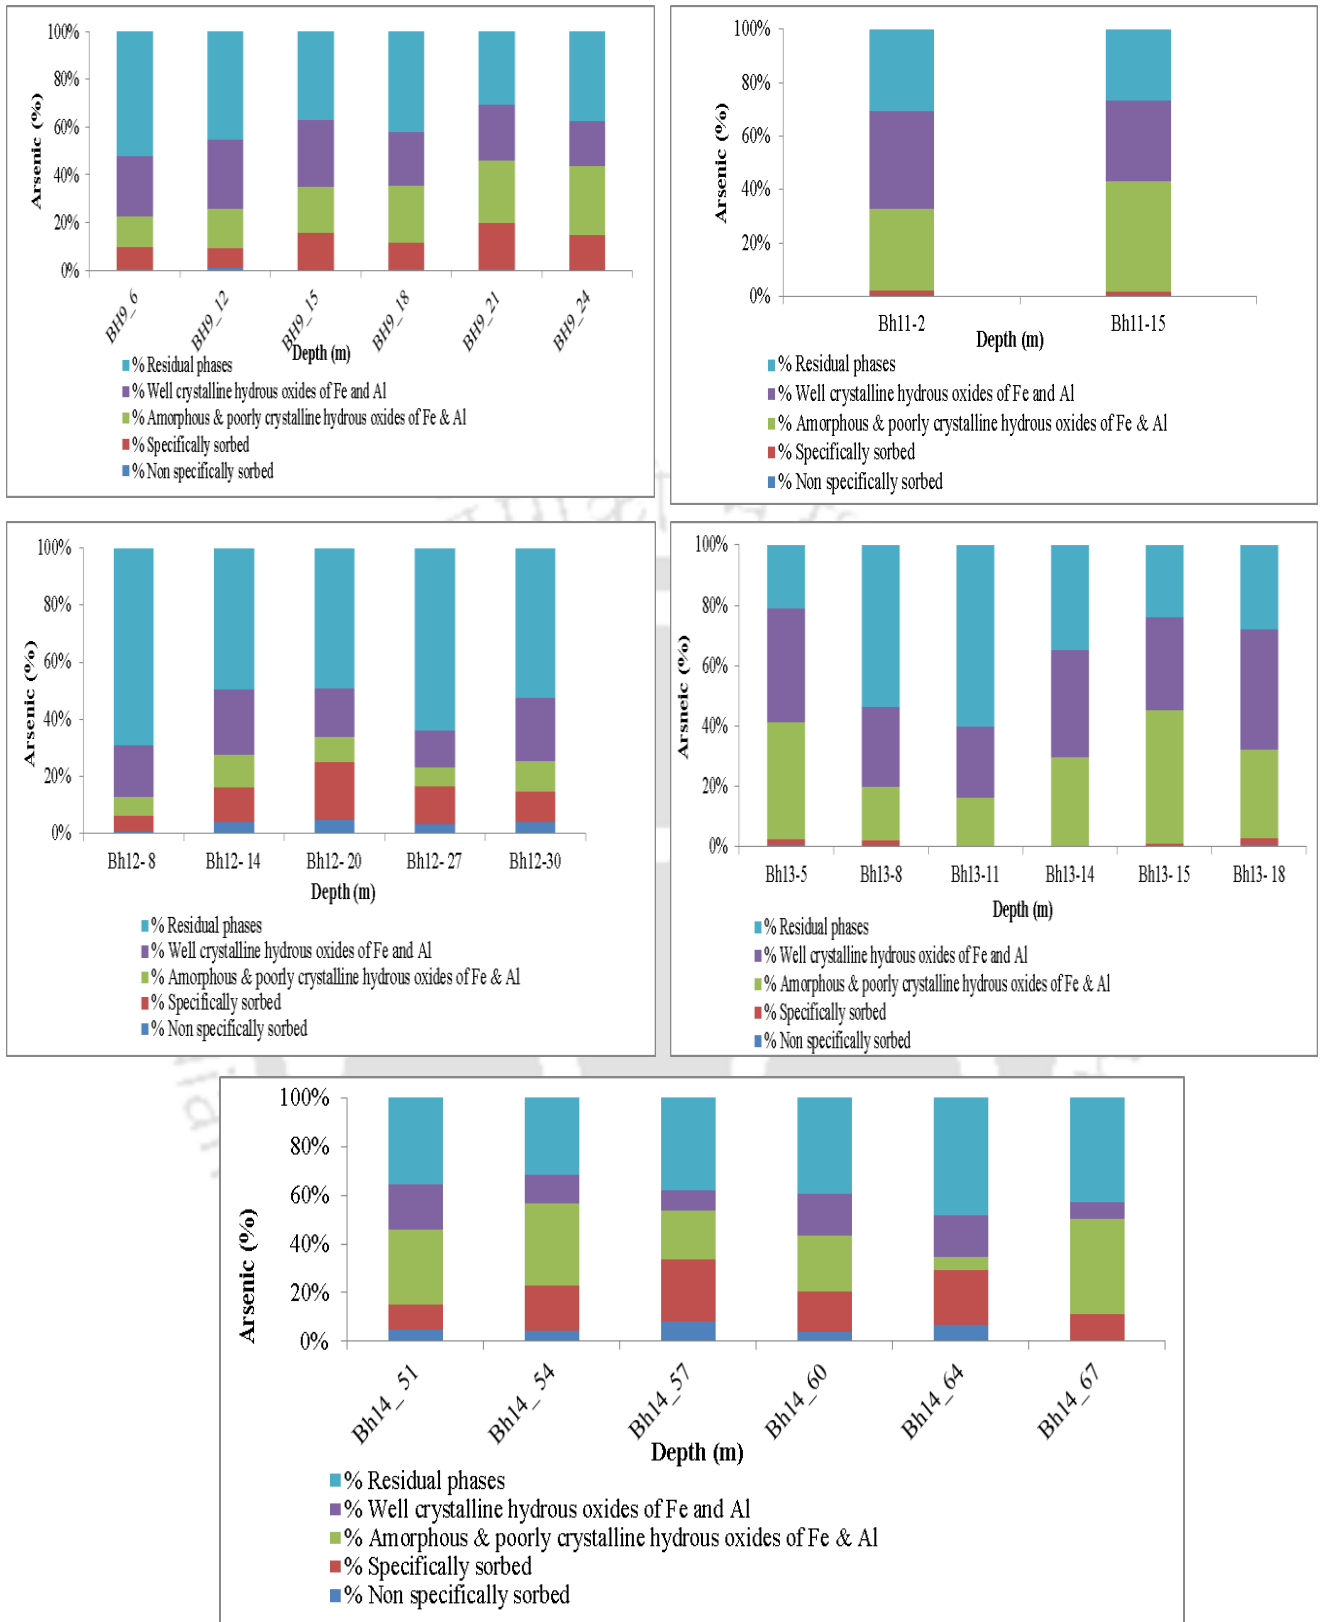 100%
80%
60%
40%
20%
0%
Arsenic (%)
BH9_6
BH9_12
BH9_15
BH9_18
BH9_21
BH9_24
Depth (m)
% Residual phases
% Well crystalline hydrous oxides of Fe and Al
% Amorphous & poorly crystalline hydrous oxides of Fe & Al
% Specifically sorbed
% Non specifically sorbed
100%
80%
60%
40%
20%
0%
Arsenic (%)
Bh11-2
Bh11-15
Depth (m)
% Residual phases
% Well crystalline hydrous oxides of Fe and Al
% Amorphous & poorly crystalline hydrous oxides of Fe & Al
% Specifically sorbed
% Non specifically sorbed
100%
80%
60%
40%
20%
0%
Arsenic (%)
Bh12- 8
Bh12- 14
Bh12- 20
Bh12- 27
Bh12-30
Depth (m)
% Residual phases
% Well crystalline hydrous oxides of Fe and Al
% Amorphous & poorly crystalline hydrous oxides of Fe & Al
% Specifically sorbed
% Non specifically sorbed
100%
80%
60%
40%
20%
0%
Arsneic (%)
Bh13-5
Bh13-8
Bh13-11
Bh13-14
Bh13- 15
Bh13- 18
Depth (m)
% Residual phases
% Well crystalline hydrous oxides of Fe and Al
% Amorphous & poorly crystalline hydrous oxides of Fe & Al
% Specifically sorbed
% Non specifically sorbed
100%
80%
60%
40%
20%
0%
Arsenic (%)
Bh14_ 51
Bh14_ 54
Bh14_57
Bh14_60
Bh14_ 64
Bh14_67
Depth (m)
% Residual phases
% Well crystalline hydrous oxides of Fe and Al
% Amorphous & poorly crystalline hydrous oxides of Fe & Al
% Specifically sorbed
% Non specifically sorbed